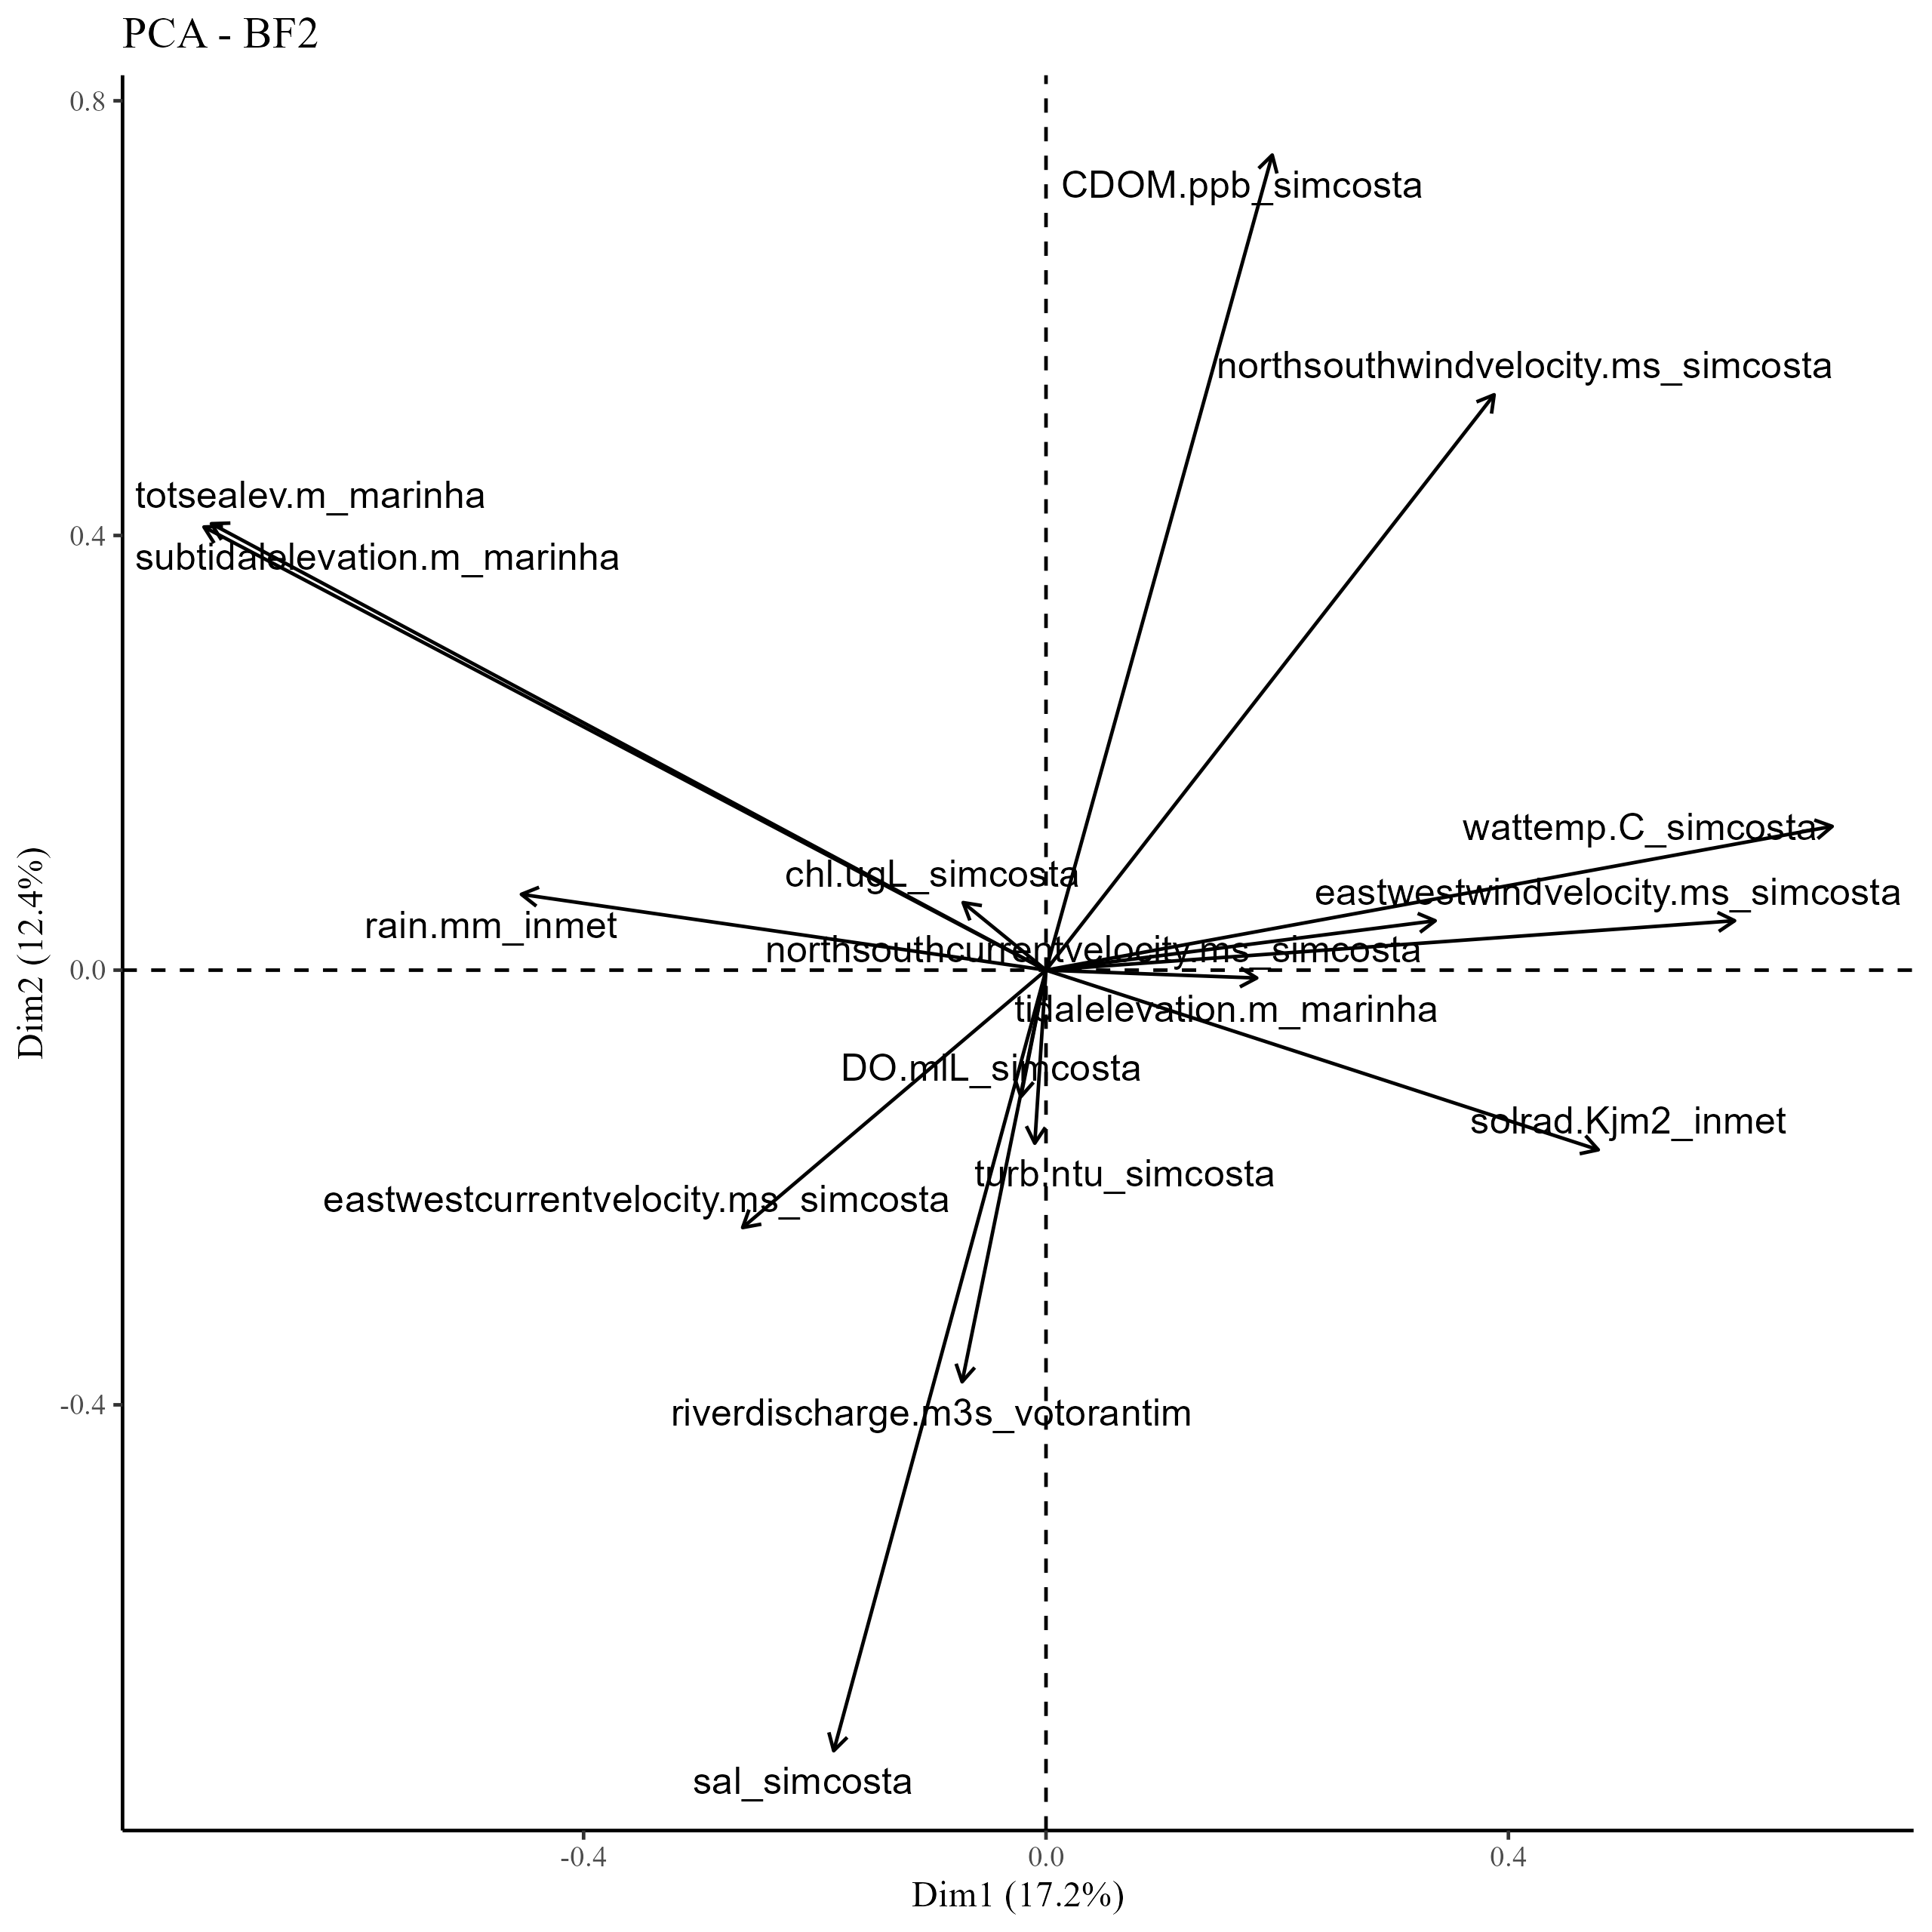 PCA - BF2
0.8
CDOM.ppb_simcosta
northsouthwindvelocity.ms_simcosta
totsealev.m_marinha
0.4
subtidalelevation.m_marinha
wattemp.C_simcosta
chl.ugL_simcosta
eastwestwindvelocity.ms_simcosta
rain.mm_inmet
northsouthcurrentvelocity.ms_simcosta
0.0
tidalelevation.m_marinha
DO.mlL_simcosta
solrad.Kjm2_inmet
turb.ntu_simcosta
eastwestcurrentvelocity.ms_simcosta
-0.4
riverdischarge.m3s_votorantim
sal_simcosta
-0.4 0.0 0.4
Dim1 (17.2%)
Dim2 (12.4%)